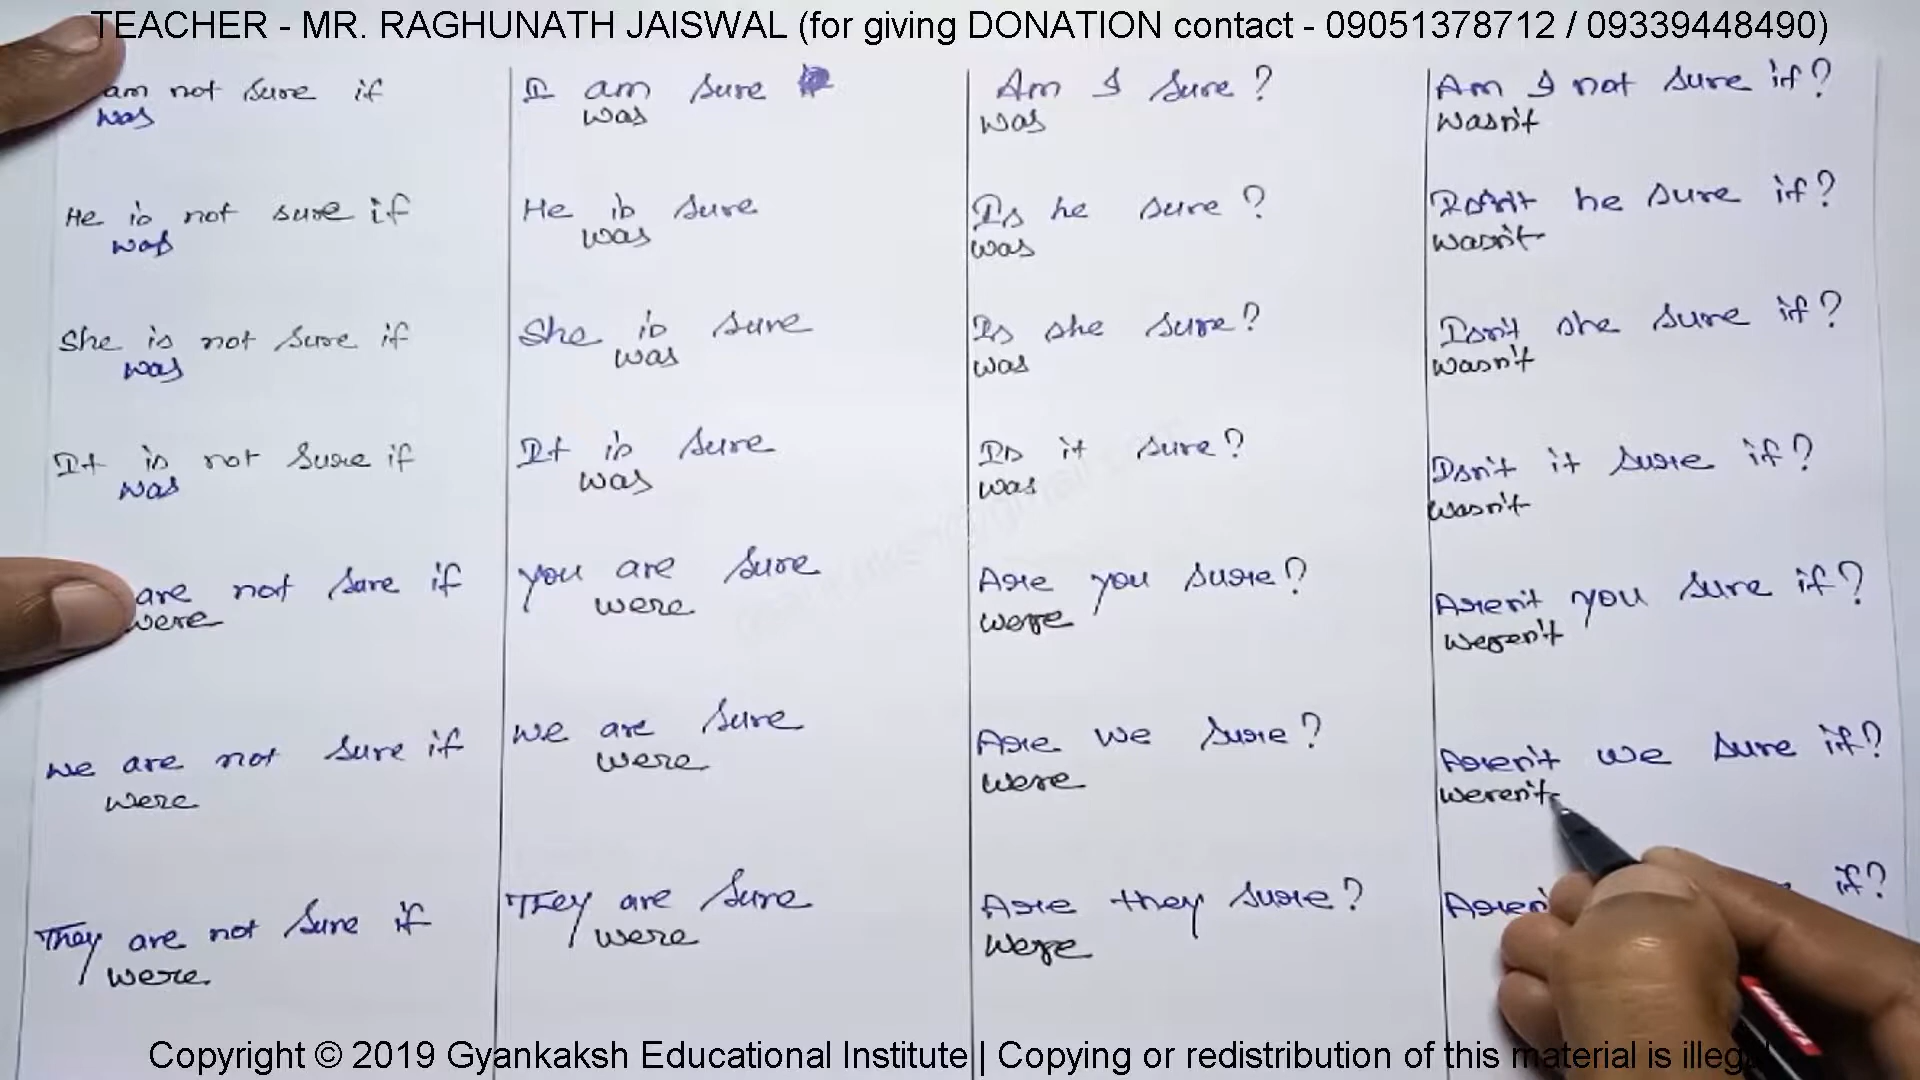 TEACHER - MR. RAGHUNATH JAISWAL (for giving DONATION contact - 09051378712 / 09339448490)
am not sure if
was
He is not sure if
was
She is not sure if
was
It is not sure if
was
are not sure if
were
We are not sure if
were
They are not sure if
were
I am sure
was
He is sure
was
She is sure
was
It is sure
was
you are sure
were
We are sure
were
They are sure
were
Am I sure?
was
Is he sure?
was
Is she sure?
was
Is it sure?
was
Are you sure?
were
Are we sure?
were
Are they sure?
were
Am I not sure if?
wasn't
Isn't he sure if?
wasn't
Isn't she sure if?
wasn't
Isn't it sure if?
wasn't
Aren't you sure if?
weren't
Aren't we sure if?
weren't
if?
Copyright © 2019 Gyankaksh Educational Institute | Copying or redistribution of this material is illegal